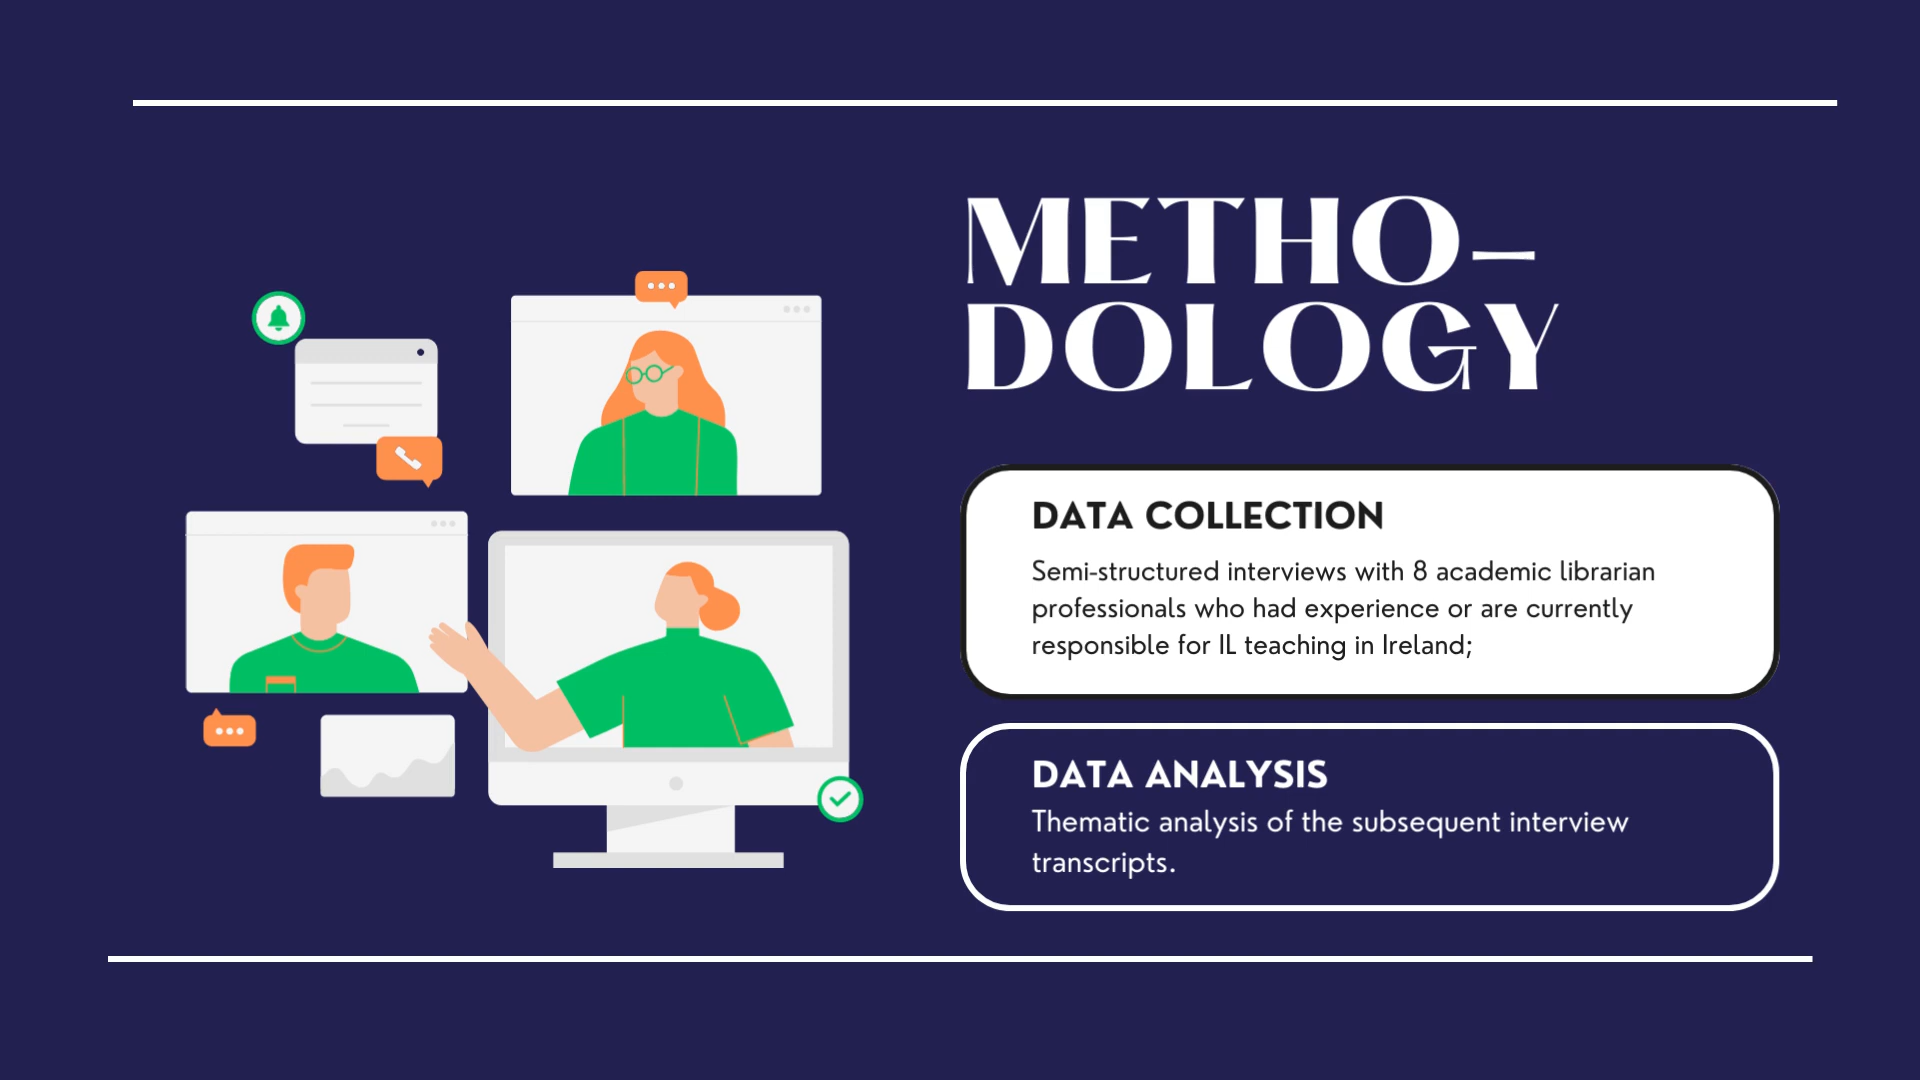 METHO-
DOLOGY
DATA COLLECTION
Semi-structured interviews with 8 academic librarian
professionals who had experience or are currently
responsible for IL teaching in Ireland;
DATA ANALYSIS
Thematic analysis of the subsequent interview
transcripts.